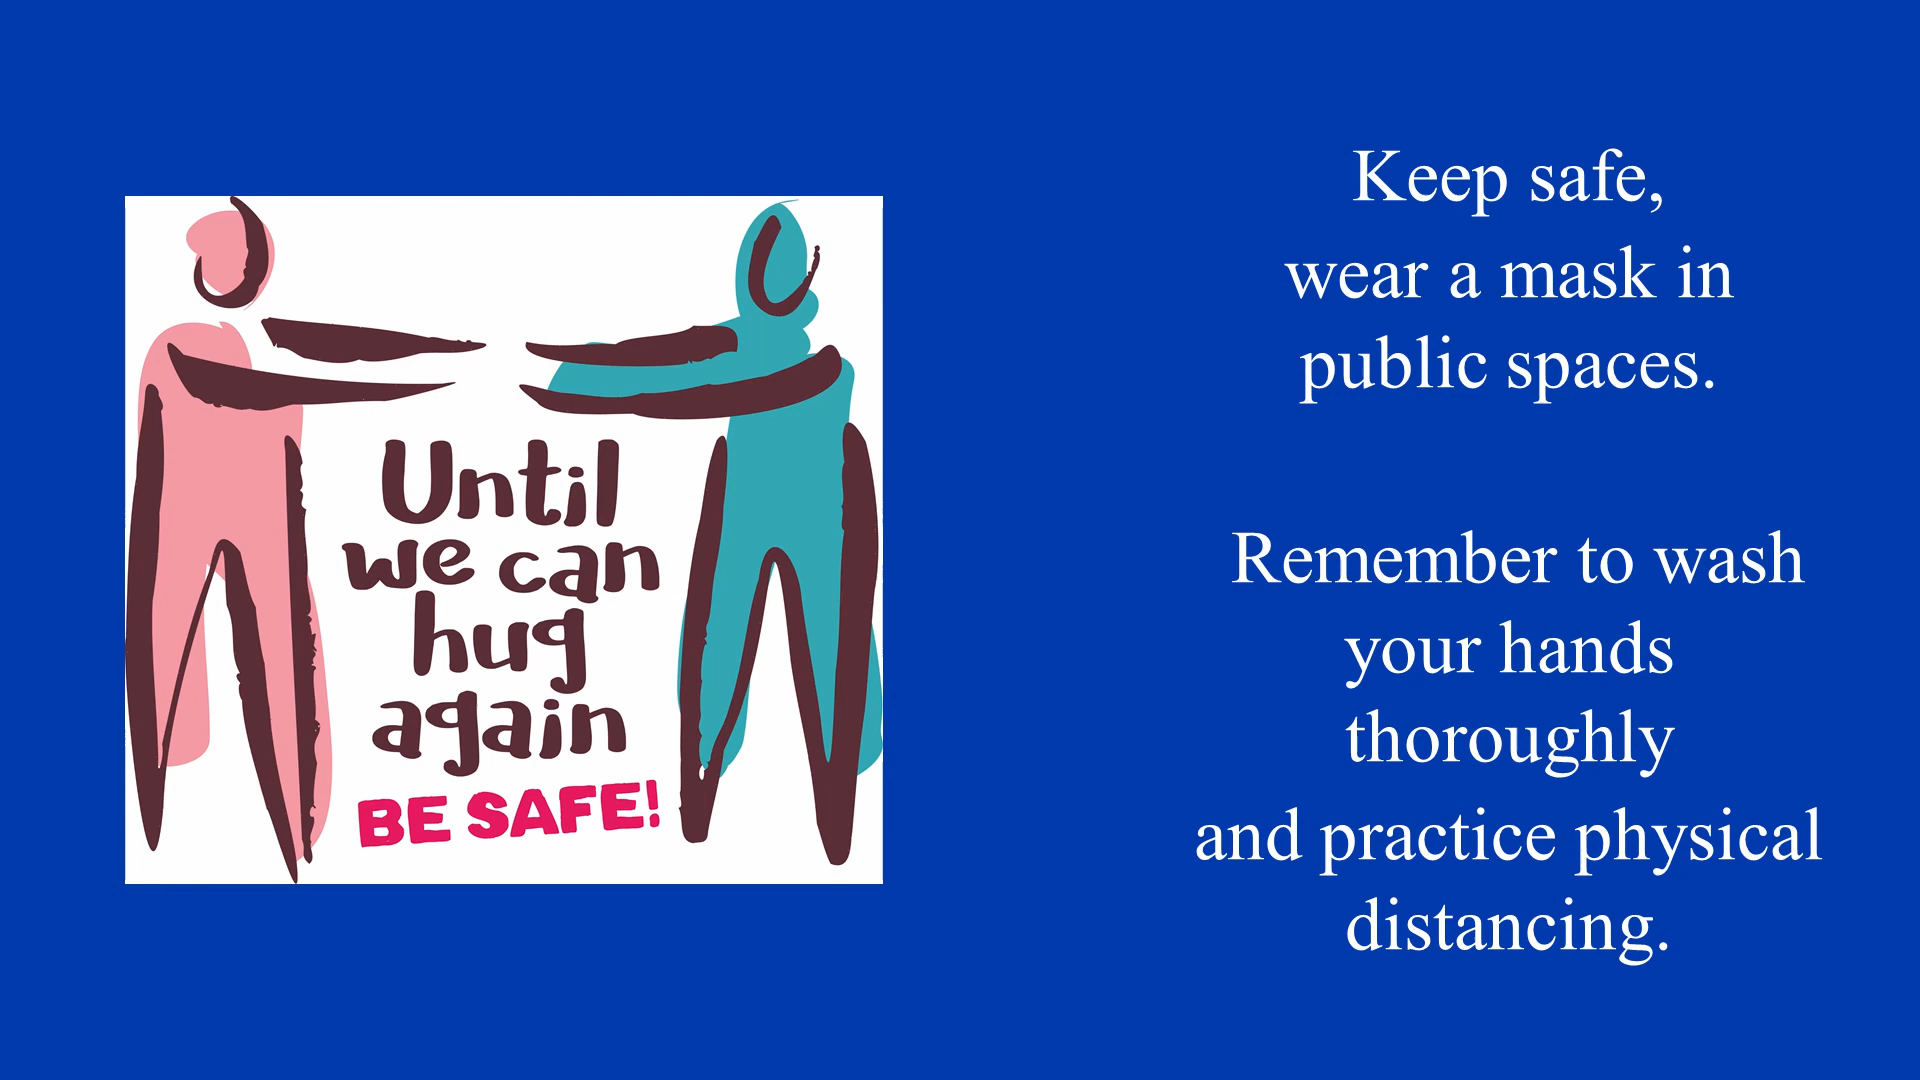 Until
we can
hug
again
BE SAFE!
Keep safe,
wear a mask in
public spaces.
Remember to wash
your hands
thoroughly
and practice physical
distancing.